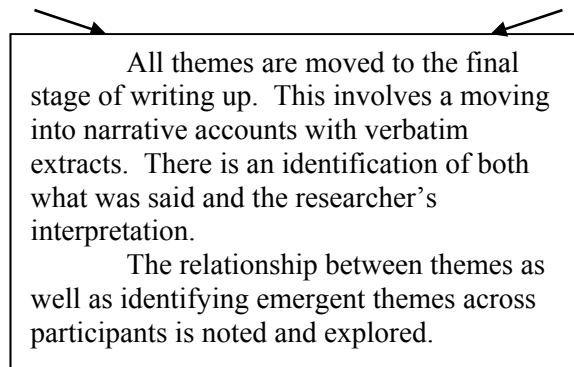 All themes are moved to the final
stage of writing up.  This involves a moving
into narrative accounts with verbatim
extracts.  There is an identification of both
what was said and the researcher’s
interpretation.
The relationship between themes as
well as identifying emergent themes across
participants is noted and explored.